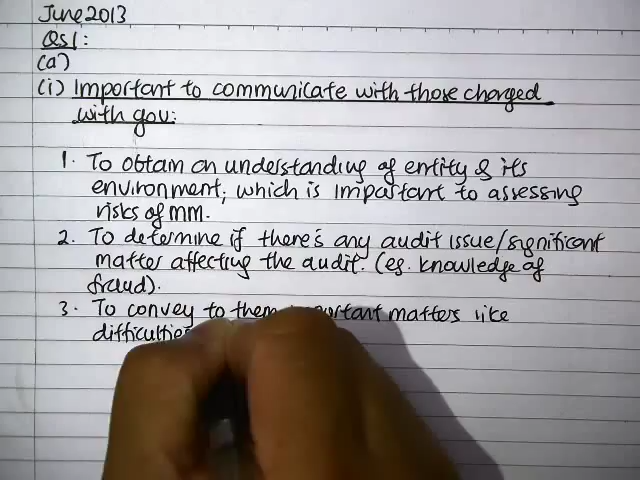 June 2013
Qs1:
(a)
(i) Important to communicate with those charged
with gov:
1. To obtain an understanding of entity & its
environment, which is important to assessing
risks of MM.
2. To determine if there's any audit issue/significant
matter affecting the audit. (eg. knowledge of
fraud).
3. To convey to them important matters like
difficulties